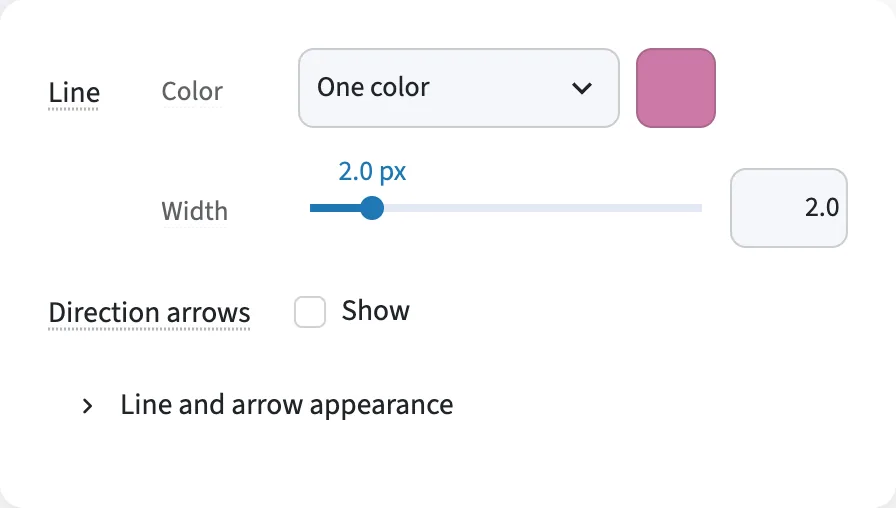 Line Color One color
2.0 px
Width 2.0
Direction arrows Show
Line and arrow appearance